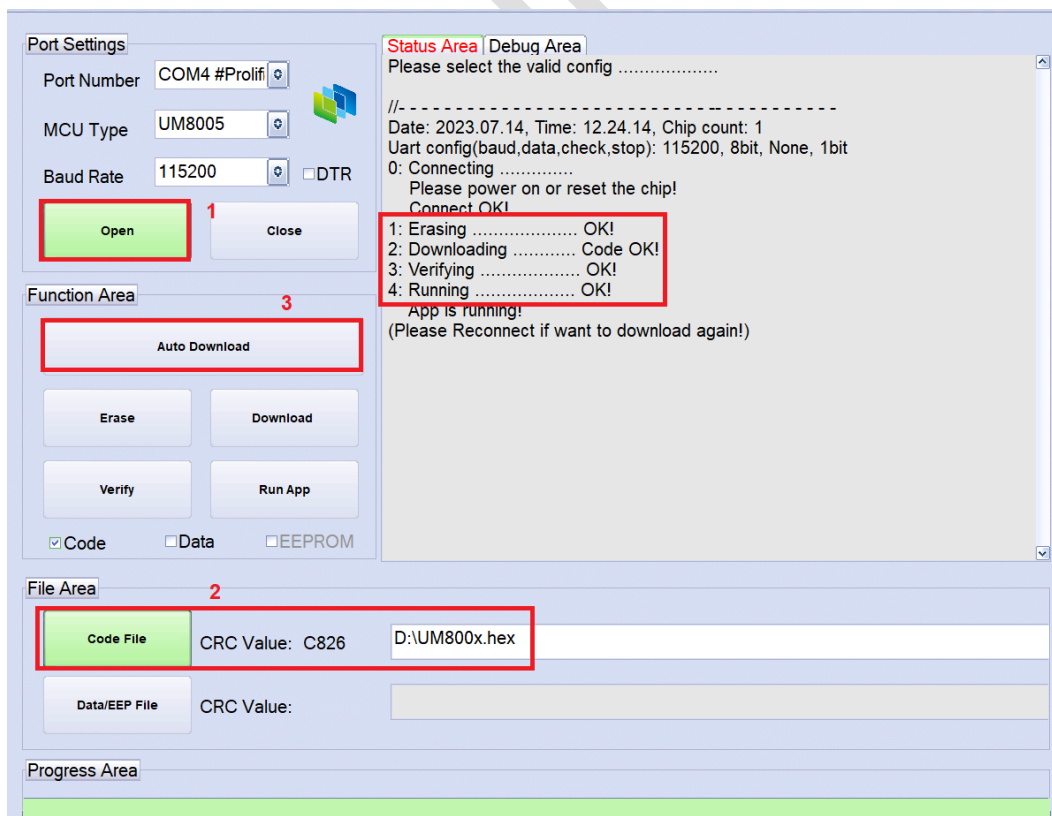 Port Settings
Port Number COM4 #Prolifi
MCU Type UM8005
Baud Rate 115200 DTR
1
Open Close
Function Area
3
Auto Download
Erase Download
Verify Run App
Code Data EEPROM
Status Area Debug Area
Please select the valid config ...................
//- - - - - - - - - - - - - - - - - - - - - - - - - - - -- - - - - - - - - - -
Date: 2023.07.14, Time: 12.24.14, Chip count: 1
Uart config(baud,data,check,stop): 115200, 8bit, None, 1bit
0: Connecting ..............
Please power on or reset the chip!
Connect OK!
1: Erasing .................... OK!
2: Downloading ............ Code OK!
3: Verifying ................... OK!
4: Running ................... OK!
App is running!
(Please Reconnect if want to download again!)
File Area
2
Code File CRC Value: C826 D:\UM800x.hex
Data/EEP File CRC Value:
Progress Area